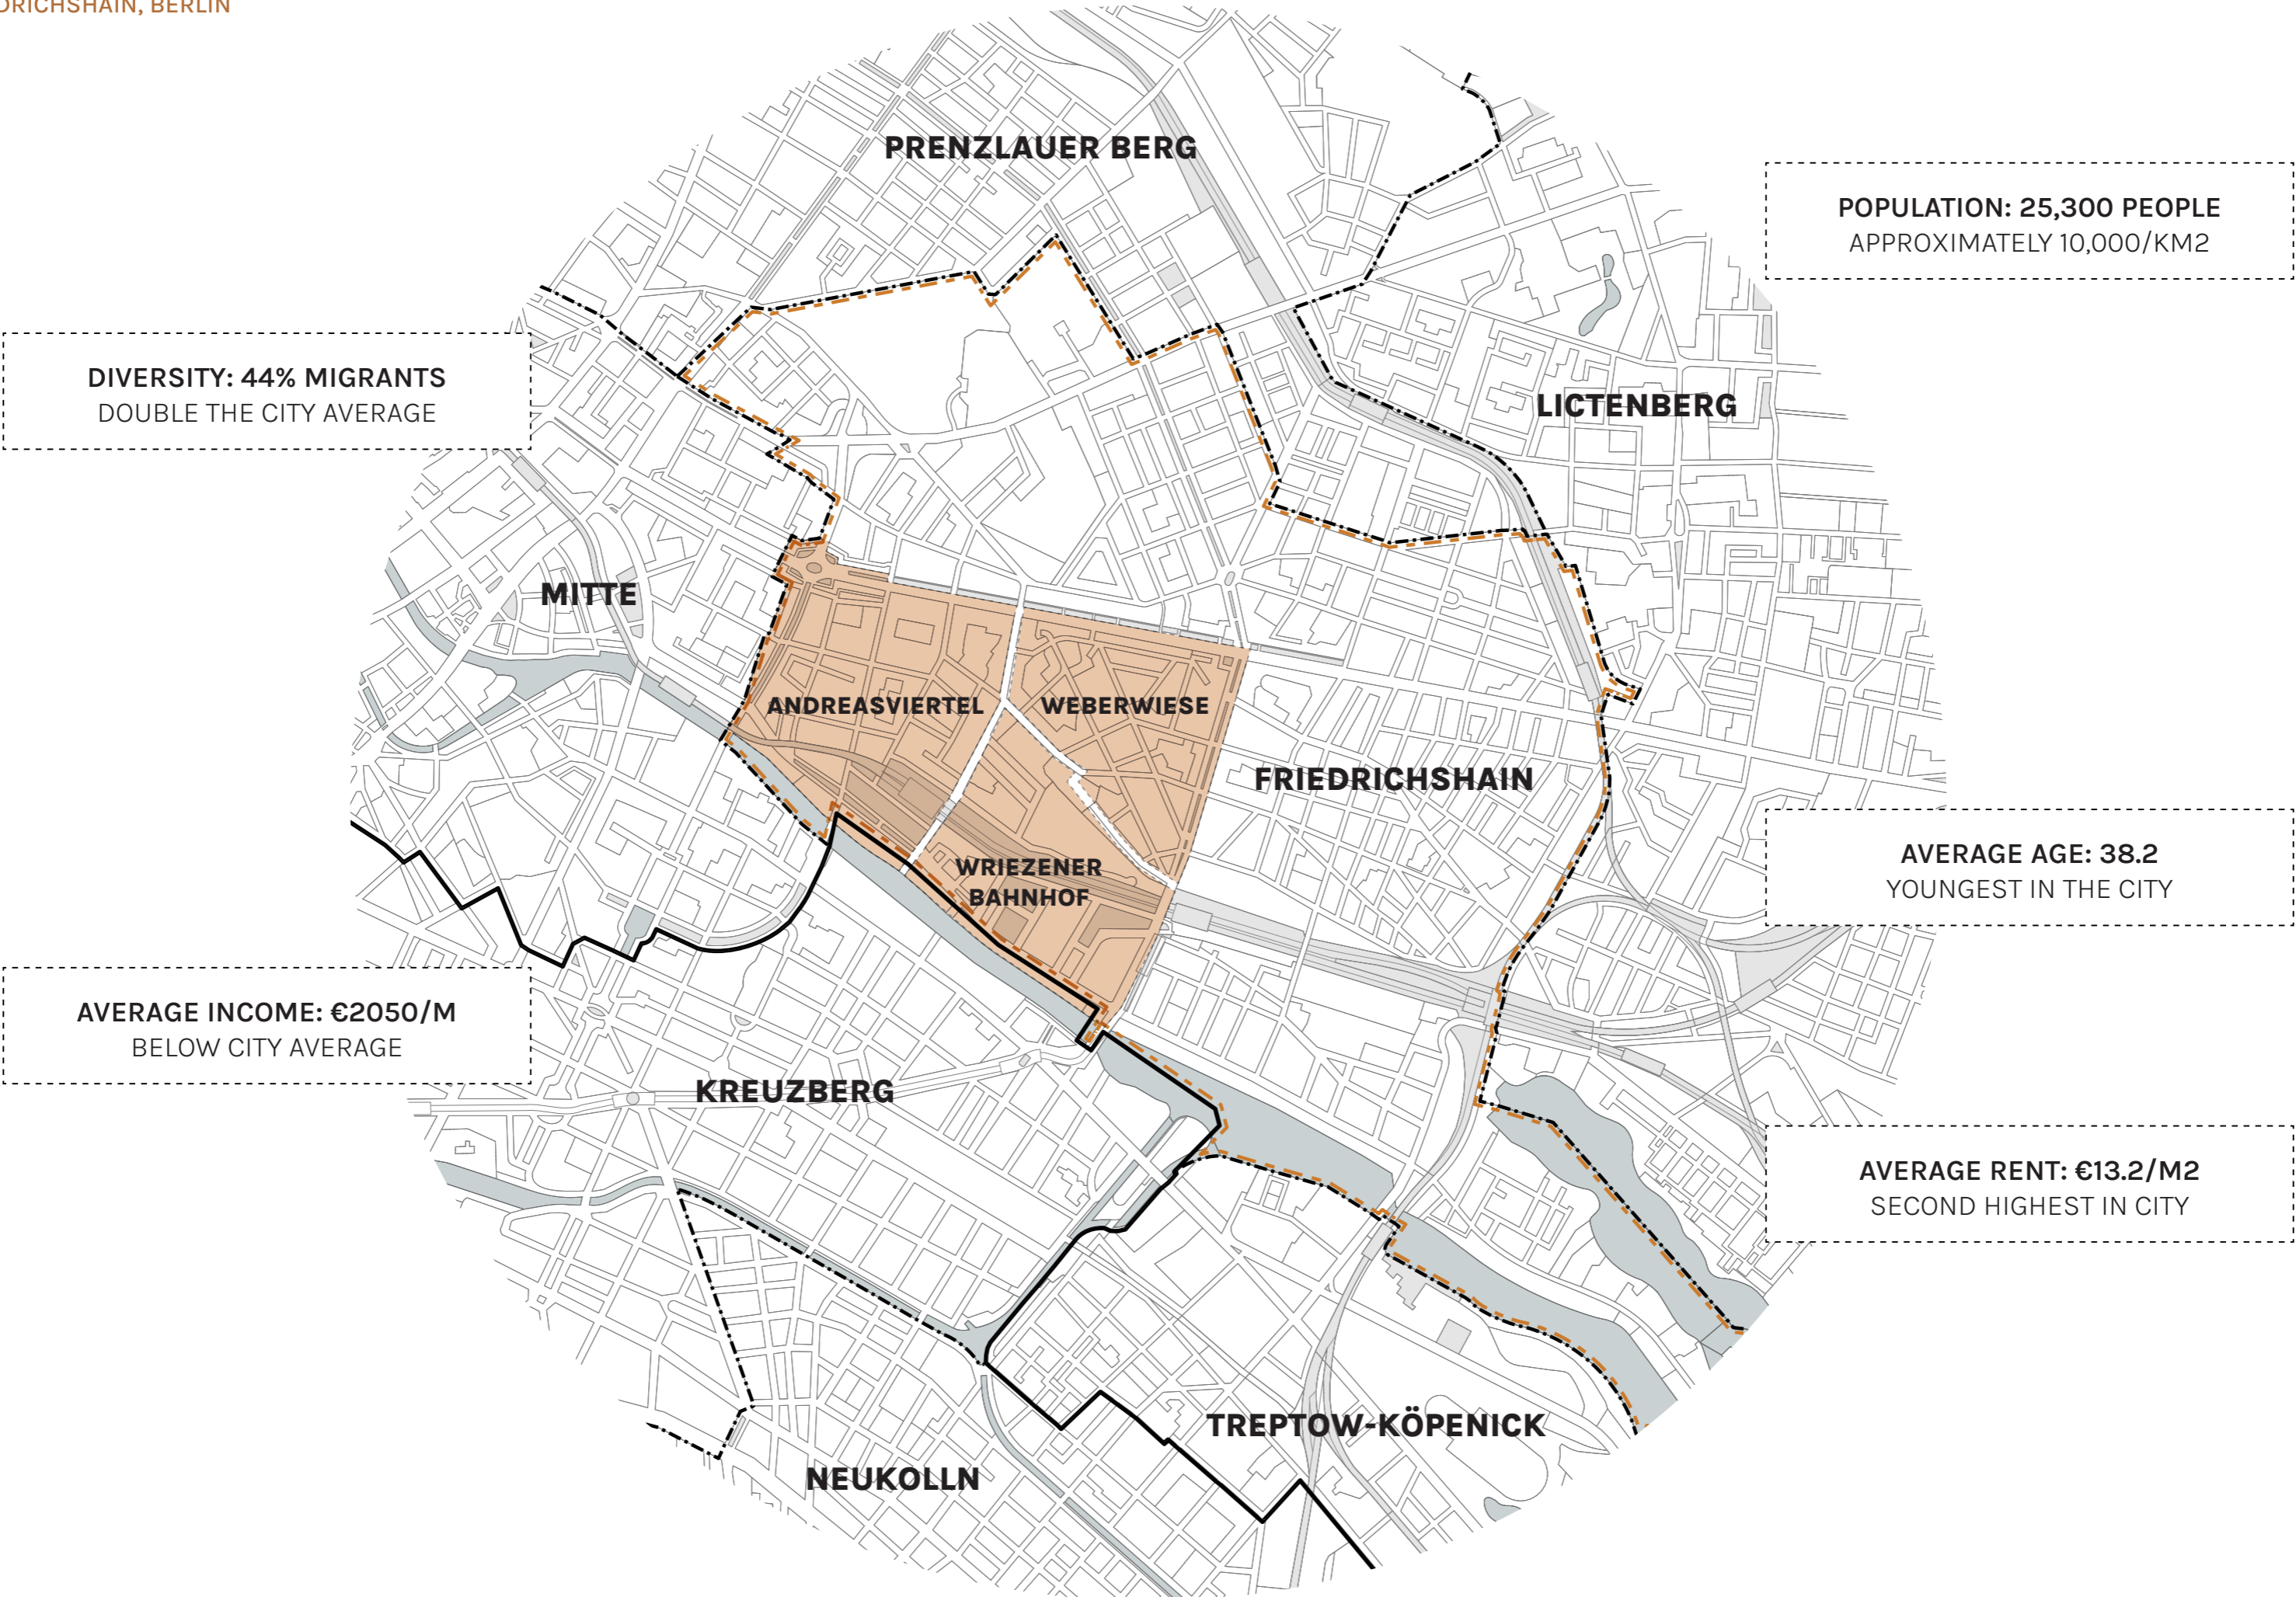 DRICHSHAIN, BERLIN
PRENZLAUER BERG
POPULATION: 25,300 PEOPLE
APPROXIMATELY 10,000/KM2
DIVERSITY: 44% MIGRANTS
DOUBLE THE CITY AVERAGE
LICTENBERG
MITTE
ANDREASVIERTEL
WEBERWIESE
FRIEDRICHSHAIN
WRIEZENER
BAHNHOF
AVERAGE AGE: 38.2
YOUNGEST IN THE CITY
AVERAGE INCOME: €2050/M
BELOW CITY AVERAGE
KREUZBERG
AVERAGE RENT: €13.2/M2
SECOND HIGHEST IN CITY
TREPTOW-KÖPENICK
NEUKOLLN